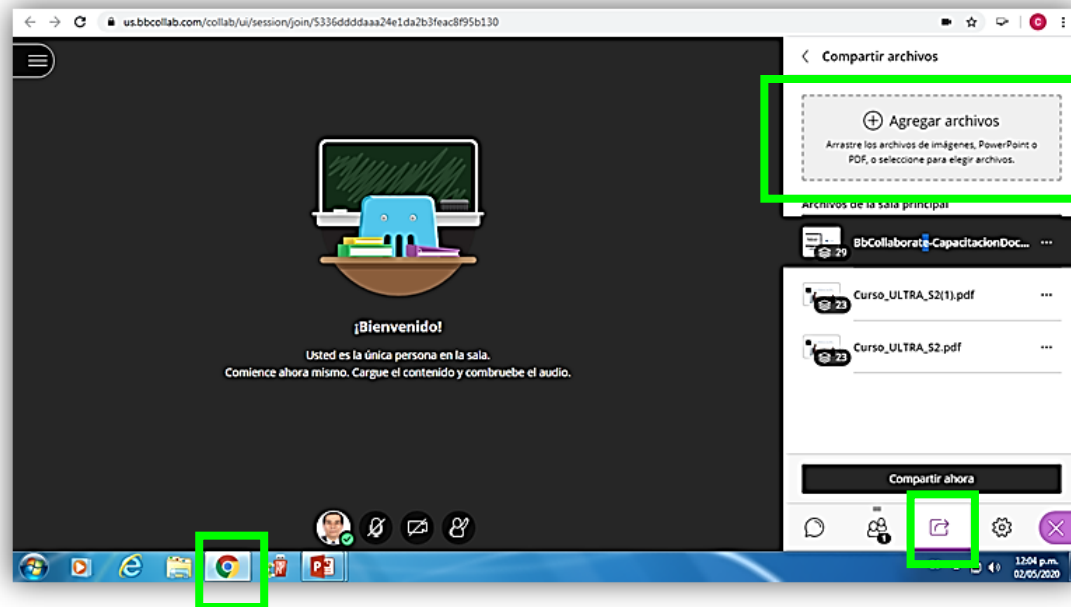 us.bbcollab.com/collab/ui/session/join/5336ddddaaa24e1da2b3feac8f95b130
C
Compartir archivos
Agregar archivos
Arrastre los archivos de imágenes, PowerPoint o
PDF, o seleccione para elegir archivos.
Archivos de la sala principal
29 BbCollaborate-CapacitacionDoc...
23 Curso_ULTRA_S2(1).pdf
23 Curso_ULTRA_S2.pdf
¡Bienvenido!
Usted es la única persona en la sala.
Comience ahora mismo. Cargue el contenido y combruebe el audio.
Compartir ahora
1
12:04 p.m.
02/05/2020